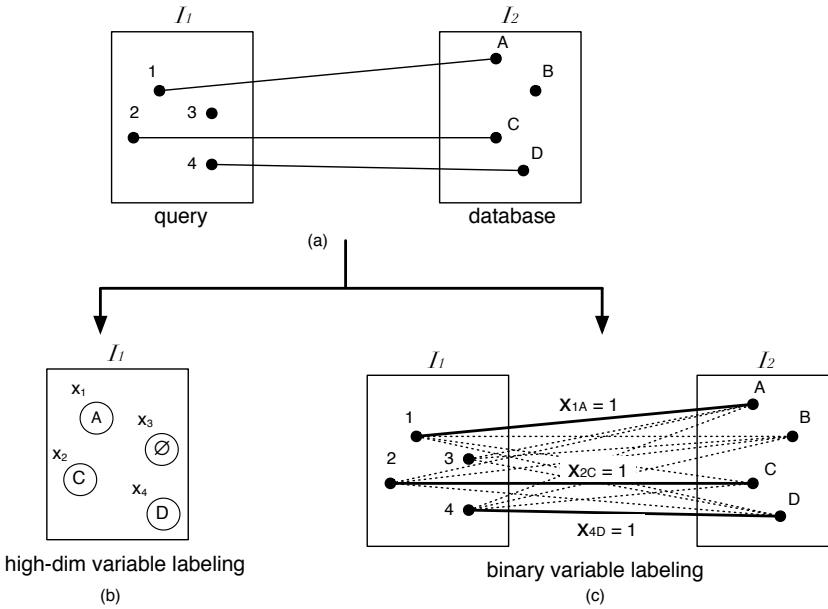 I₁ I₂
A
1 B
2 3 C
4 D
query database
(a)
I₁ I₁ I₂
x₁ A
x₃ ∅
x₂ C
x₄ D
A
X₁A = 1
1 B
2 3 C
X₂C = 1
4 D
X₄D = 1
high-dim variable labeling binary variable labeling
(b) (c)